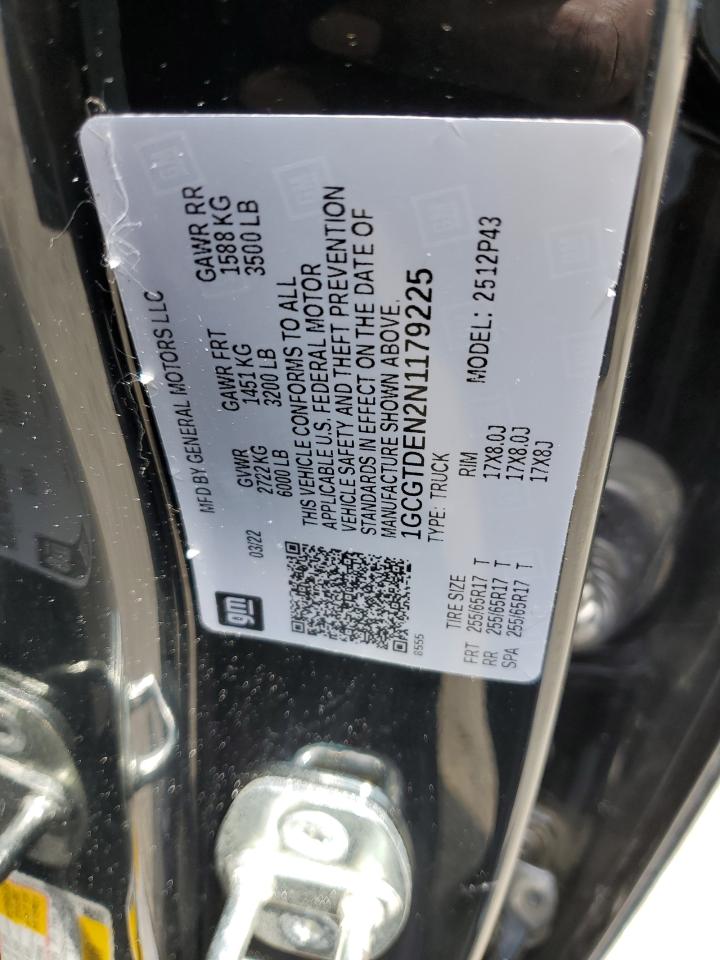 gm
MFD BY GENERAL MOTORS LLC
03/22 GVWR GAWR FRT GAWR RR
2722KG 1451 KG 1588 KG
6000 LB 3200 LB 3500 LB
THIS VEHICLE CONFORMS TO ALL
APPLICABLE U.S. FEDERAL MOTOR
VEHICLE SAFETY AND THEFT PREVENTION
STANDARDS IN EFFECT ON THE DATE OF
MANUFACTURE SHOWN ABOVE.
8555
1GCGTDEN2N1179225
TYPE: TRUCK
TIRE SIZE RIM MODEL: 2512P43
FRT 255/65R17 T 17X8.0J
RR 255/65R17 T 17X8.0J
SPA 255/65R17 T 17X8J